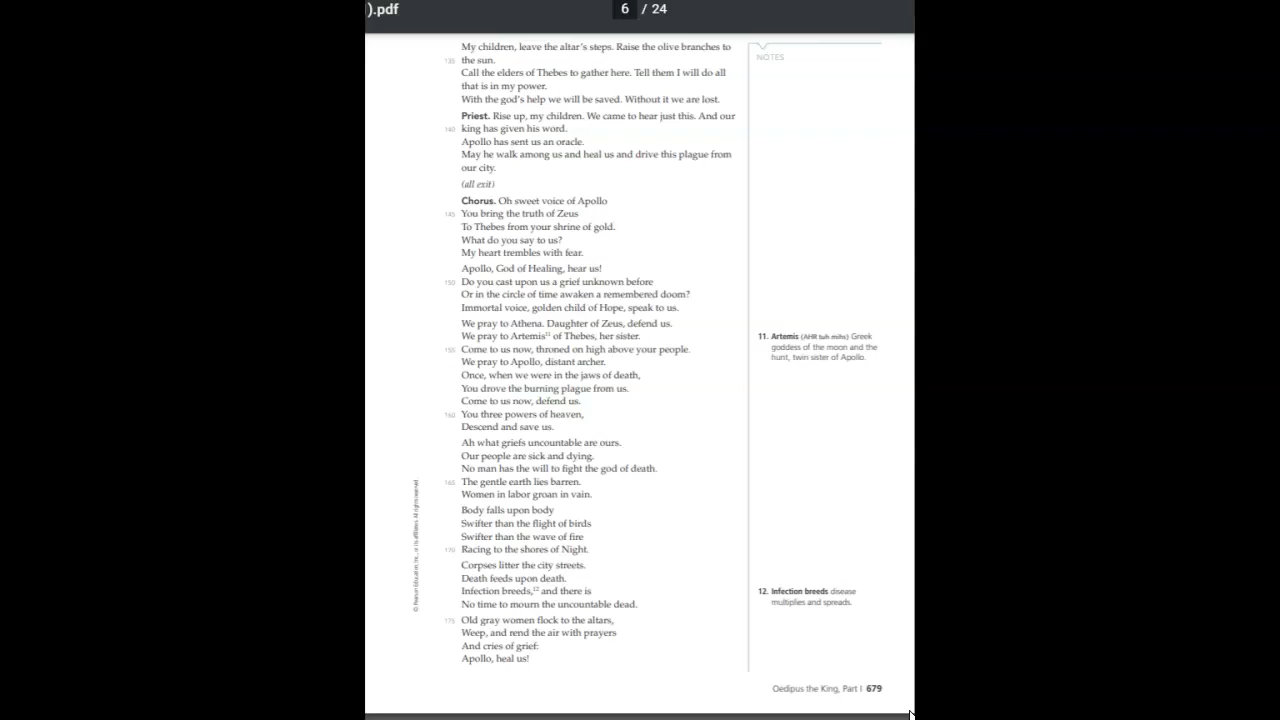 ).pdf
6 / 24
My children, leave the altar's steps. Raise the olive branches to
135 the sun.
Call the elders of Thebes to gather here. Tell them I will do all
that is in my power.
With the god's help we will be saved. Without it we are lost.
Priest. Rise up, my children. We came to hear just this. And our
140 king has given his word.
Apollo has sent us an oracle.
May he walk among us and heal us and drive this plague from
our city.
(all exit)
Chorus. Oh sweet voice of Apollo
145 You bring the truth of Zeus
To Thebes from your shrine of gold.
What do you say to us?
My heart trembles with fear.
Apollo, God of Healing, hear us!
150 Do you cast upon us a grief unknown before
Or in the circle of time awaken a remembered doom?
Immortal voice, golden child of Hope, speak to us.
We pray to Athena. Daughter of Zeus, defend us.
We pray to Artemis11 of Thebes, her sister.
155 Come to us now, throned on high above your people.
We pray to Apollo, distant archer.
Once, when we were in the jaws of death,
You drove the burning plague from us.
Come to us now, defend us.
160 You three powers of heaven,
Descend and save us.
Ah what griefs uncountable are ours.
Our people are sick and dying.
No man has the will to fight the god of death.
165 The gentle earth lies barren.
Women in labor groan in vain.
Body falls upon body
Swifter than the flight of birds
Swifter than the wave of fire
170 Racing to the shores of Night.
Corpses litter the city streets.
Death feeds upon death.
Infection breeds,12 and there is
No time to mourn the uncountable dead.
175 Old gray women flock to the altars,
Weep, and rend the air with prayers
And cries of grief:
Apollo, heal us!
NOTES
11. Artemis (AHR tuh mihs) Greek
goddess of the moon and the
hunt, twin sister of Apollo.
12. Infection breeds disease
multiplies and spreads.
© Pearson Education, Inc., or its affiliates. All rights reserved.
Oedipus the King, Part I 679